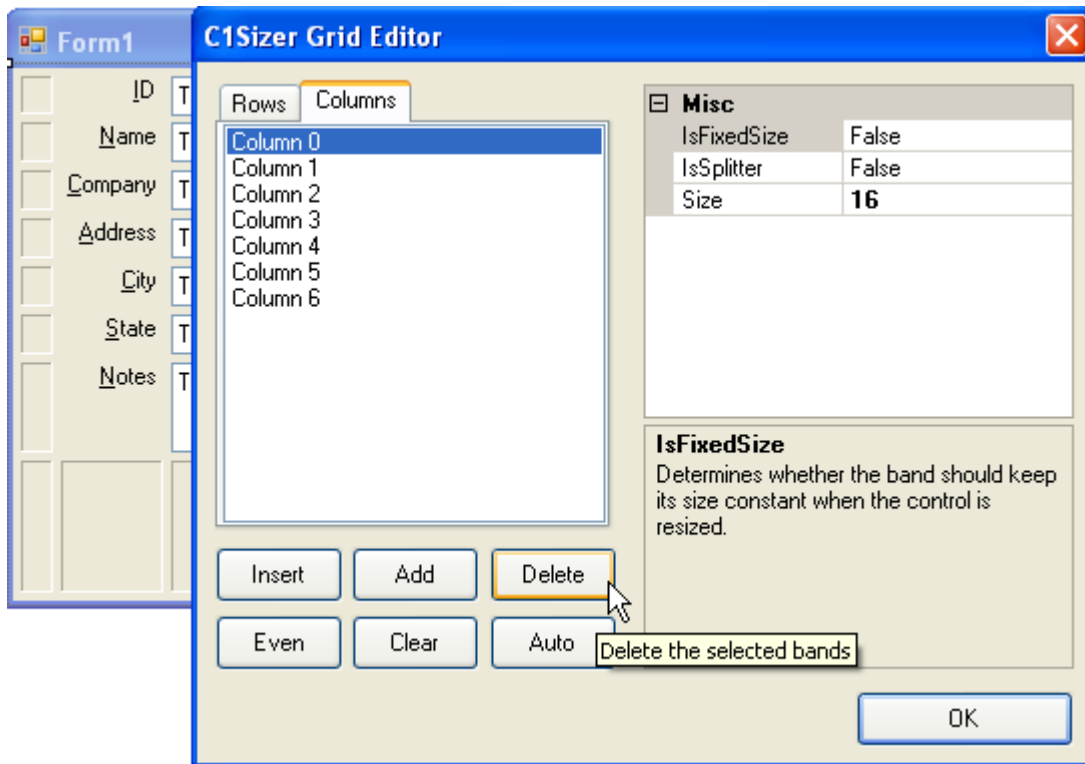 Form1
C1Sizer Grid Editor
ID T
Name T
Company T
Address T
City T
State T
Notes T
Rows Columns
Column 0
Column 1
Column 2
Column 3
Column 4
Column 5
Column 6
Misc
IsFixedSize False
IsSplitter False
Size 16
IsFixedSize
Determines whether the band should keep
its size constant when the control is
resized.
Insert Add Delete
Even Clear Auto
Delete the selected bands
OK